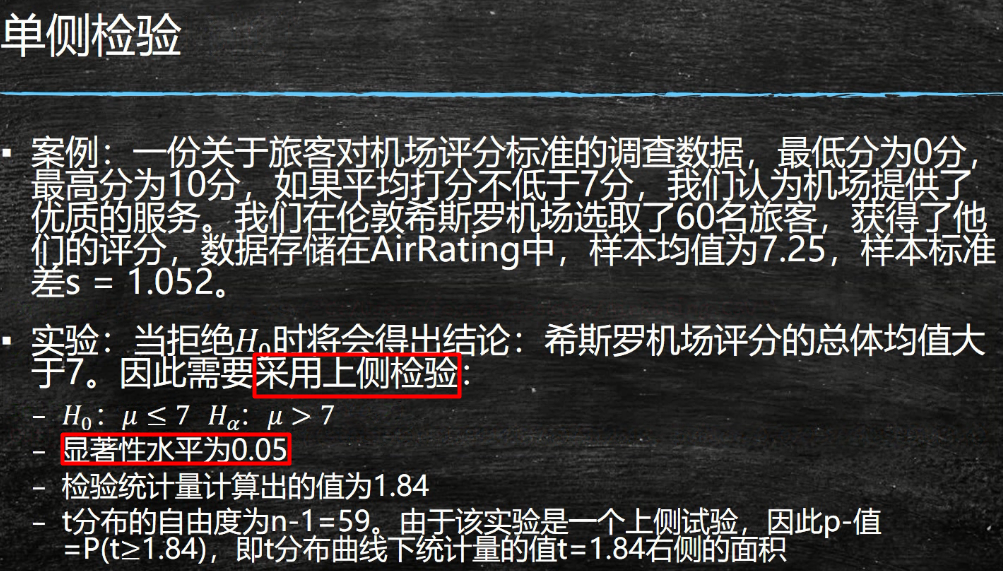 单侧检验
▪ 案例：一份关于旅客对机场评分标准的调查数据，最低分为0分，
最高分为10分，如果平均打分不低于7分，我们认为机场提供了
优质的服务。我们在伦敦希斯罗机场选取了60名旅客，获得了他
们的评分，数据存储在AirRating中，样本均值为7.25，样本标准
差s = 1.052。
▪ 实验：当拒绝𝐻₀时将会得出结论：希斯罗机场评分的总体均值大
于7。因此需要采用上侧检验：
– 𝐻₀：𝜇 ≤ 7 𝐻ₐ：𝜇 > 7
– 显著性水平为0.05
– 检验统计量计算出的值为1.84
– t分布的自由度为n-1=59。由于该实验是一个上侧试验，因此p-值
=P(t≥1.84)，即t分布曲线下统计量的值t=1.84右侧的面积